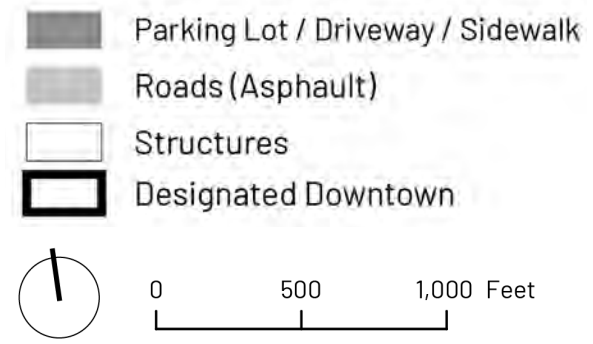 Parking Lot / Driveway / Sidewalk
Roads (Asphault)
Structures
Designated Downtown
0 500 1,000 Feet